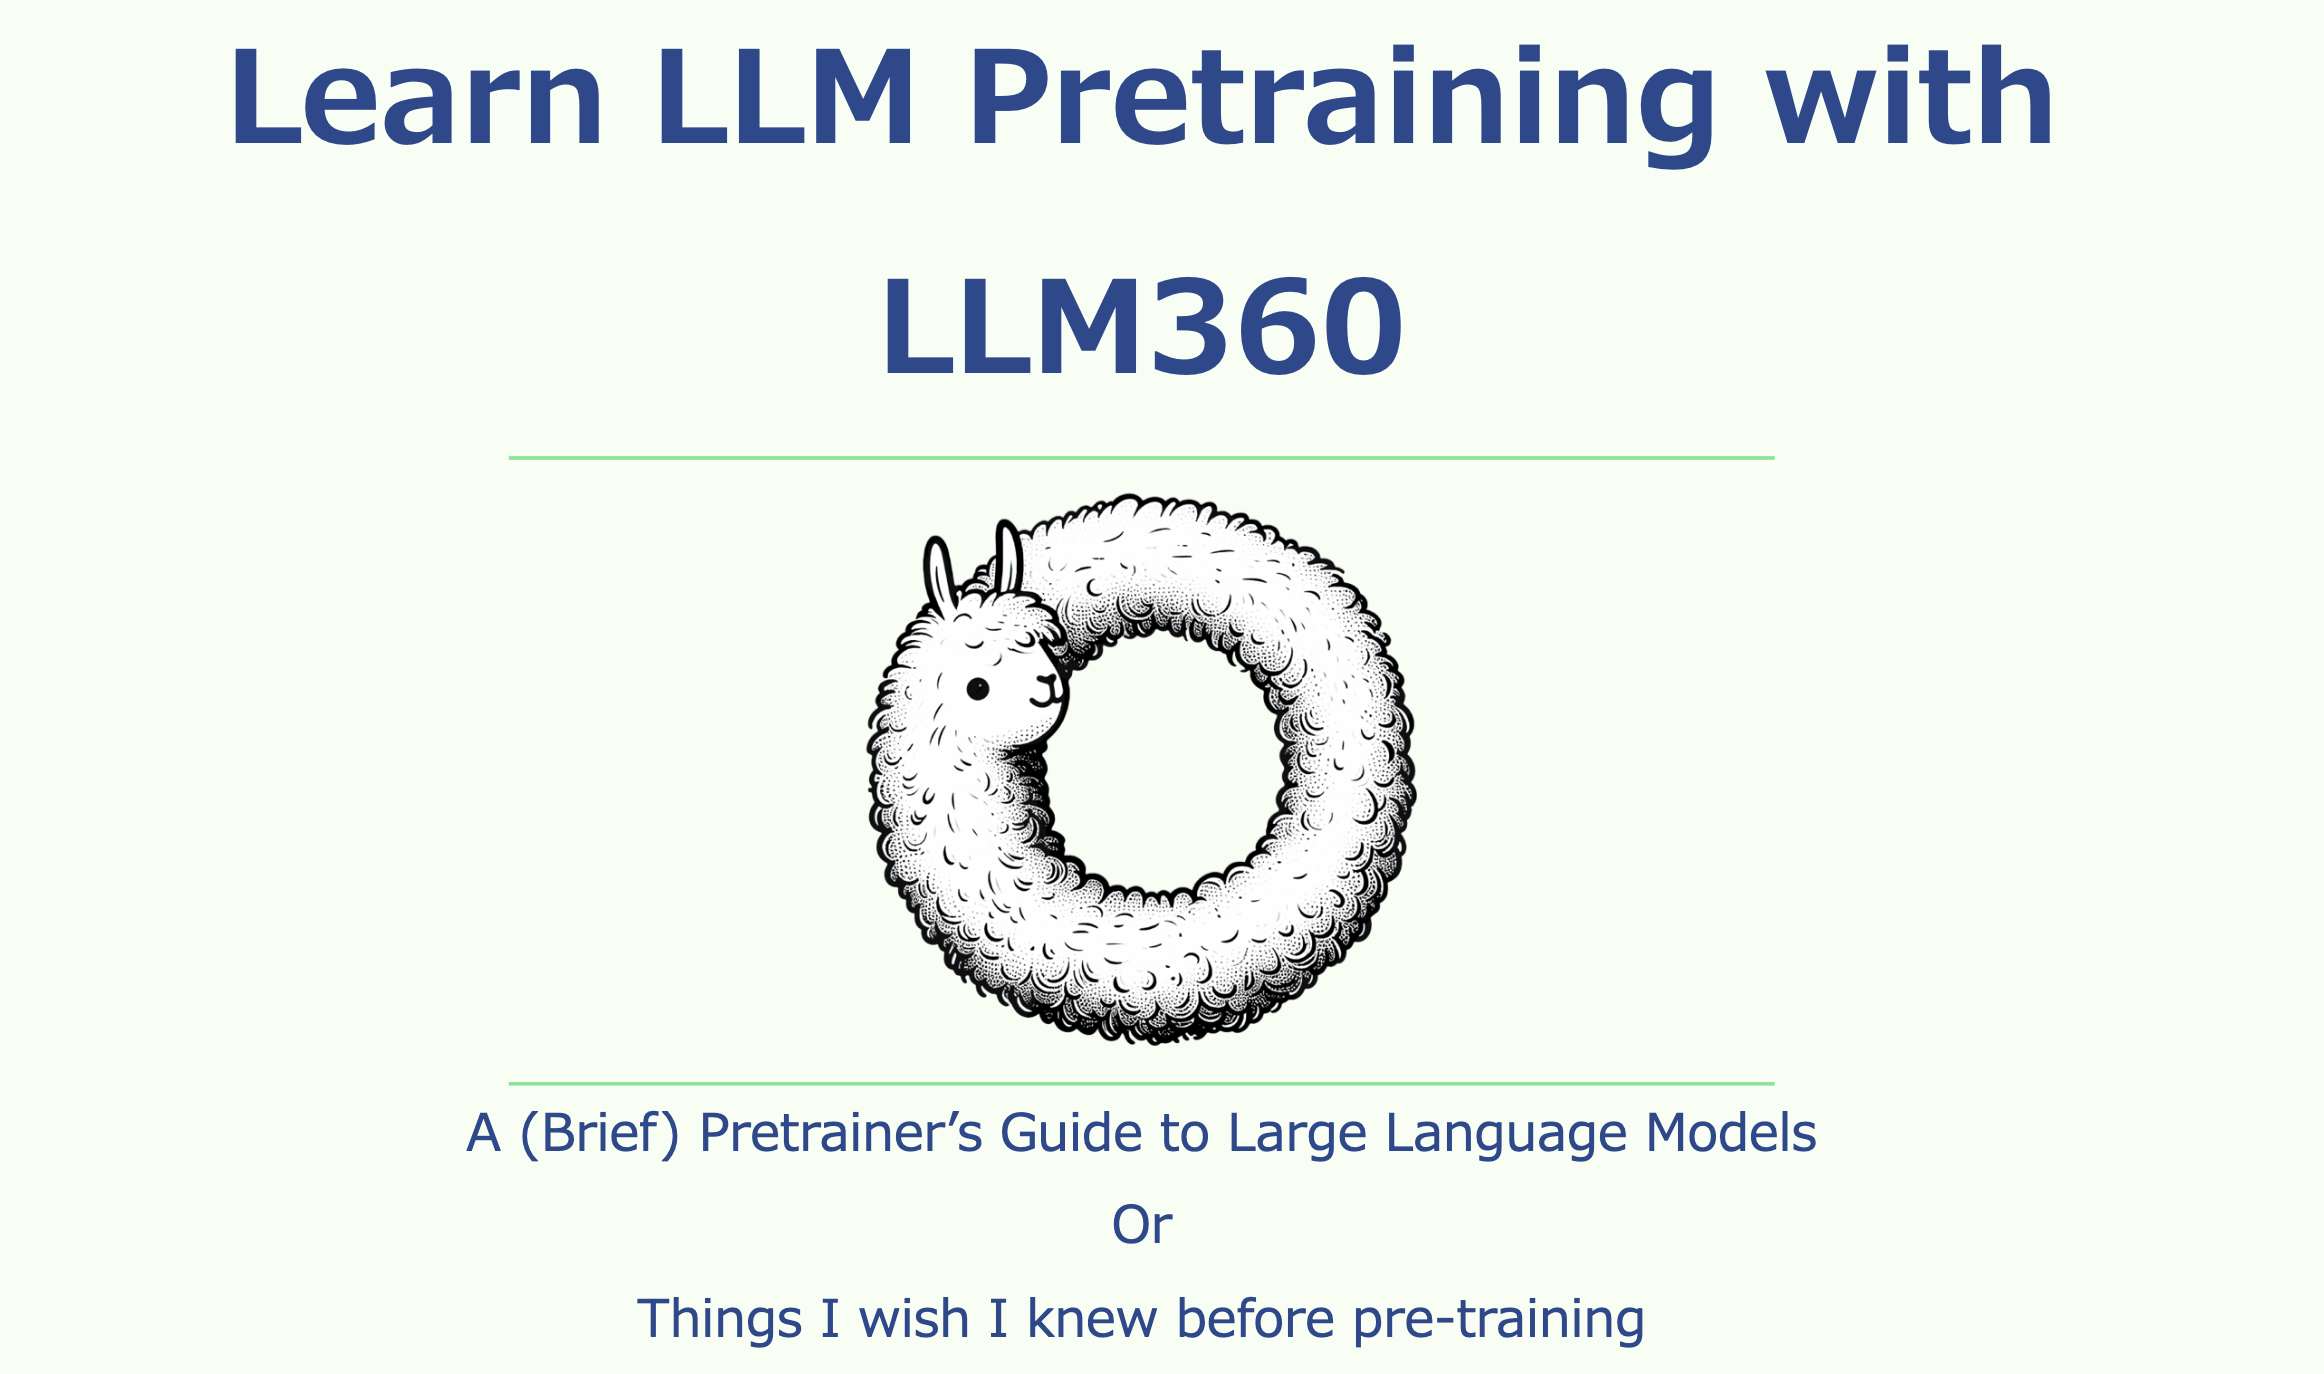 Learn LLM Pretraining with
LLM360
A (Brief) Pretrainer’s Guide to Large Language Models
Or
Things I wish I knew before pre-training